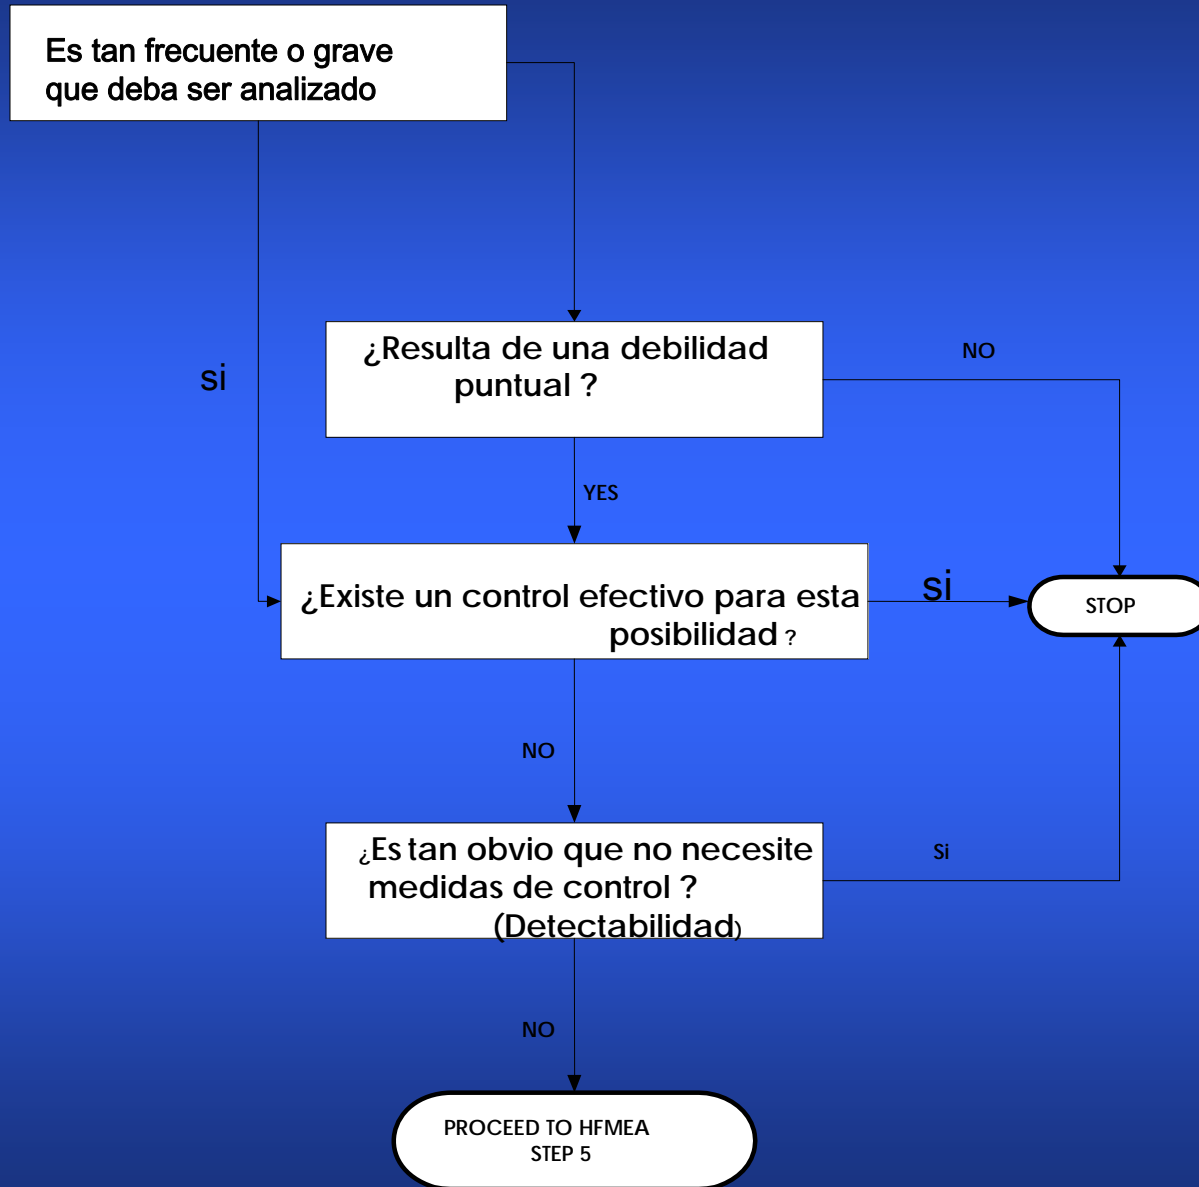 Es tan frecuente o grave
que deba ser analizado
¿Resulta de una debilidad
puntual ?
NO
si
YES
¿Existe un control efectivo para esta
posibilidad ?
si
STOP
NO
¿Es tan obvio que no necesite
medidas de control ?
(Detectabilidad)
Si
NO
PROCEED TO HFMEA
STEP 5